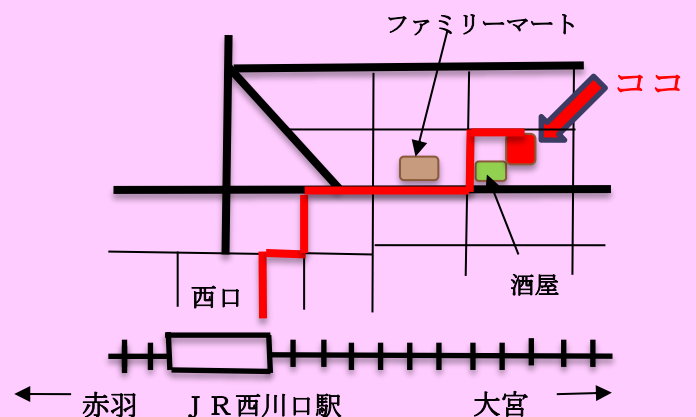 ファミリーマート
ココ
酒屋
西口
赤羽
ＪＲ西川口駅
大宮